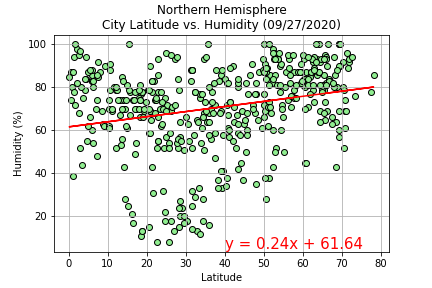 Northern Hemisphere
City Latitude vs. Humidity (09/27/2020)
Humidity (%)
100
80
60
40
20
y = 0.24x + 61.64
0 10 20 30 40 50 60 70 80
Latitude